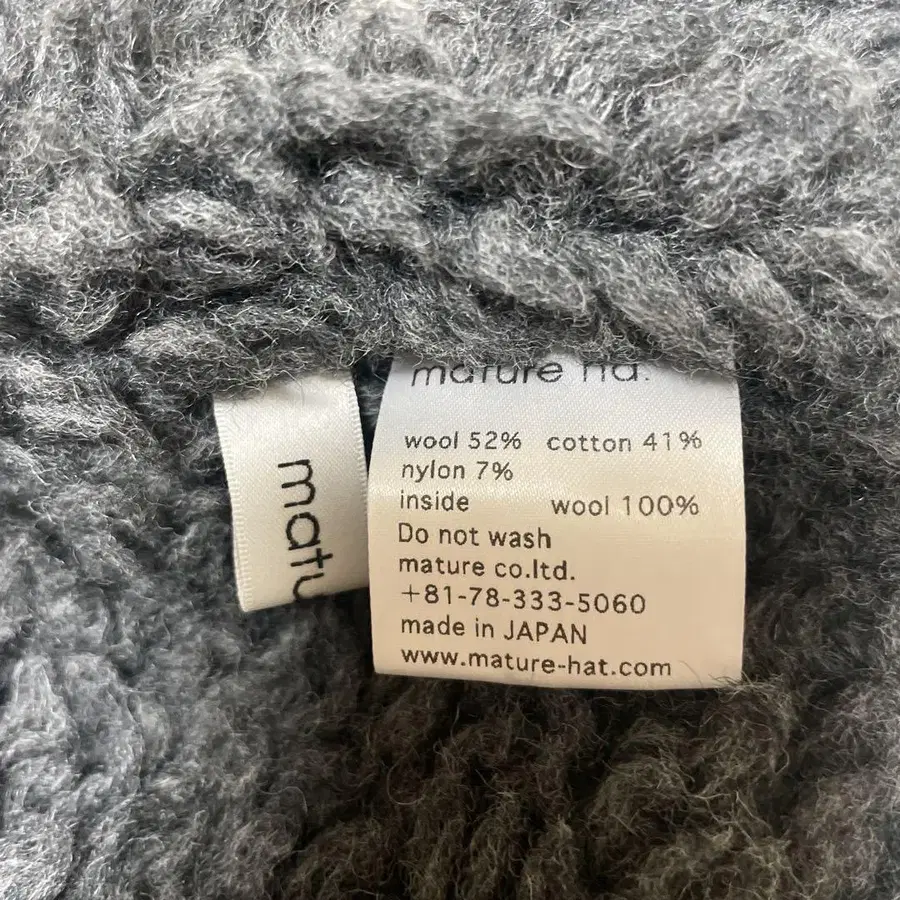 matu
mature ha.
wool 52% cotton 41%
nylon 7%
inside wool 100%
Do not wash
mature co.ltd.
+81-78-333-5060
made in JAPAN
www.mature-hat.com